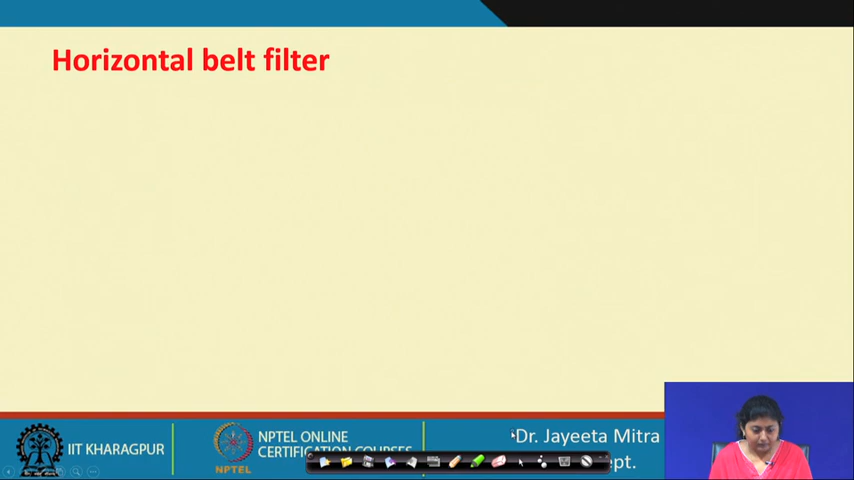 Horizontal belt filter
IIT KHARAGPUR
NPTEL
NPTEL ONLINE
CERTIFICATION COURSES
Dr. Jayeeta Mitra